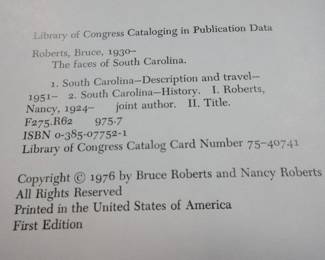 Library of Congress Cataloging in Publication Data
Roberts, Bruce, 1930–
The faces of South Carolina.
1. South Carolina—Description and travel—
1951– 2. South Carolina—History. I. Roberts,
Nancy, 1924– joint author. II. Title.
F275.R62 975.7
ISBN 0-385-07752-1
Library of Congress Catalog Card Number 75-40741
Copyright © 1976 by Bruce Roberts and Nancy Roberts
All Rights Reserved
Printed in the United States of America
First Edition